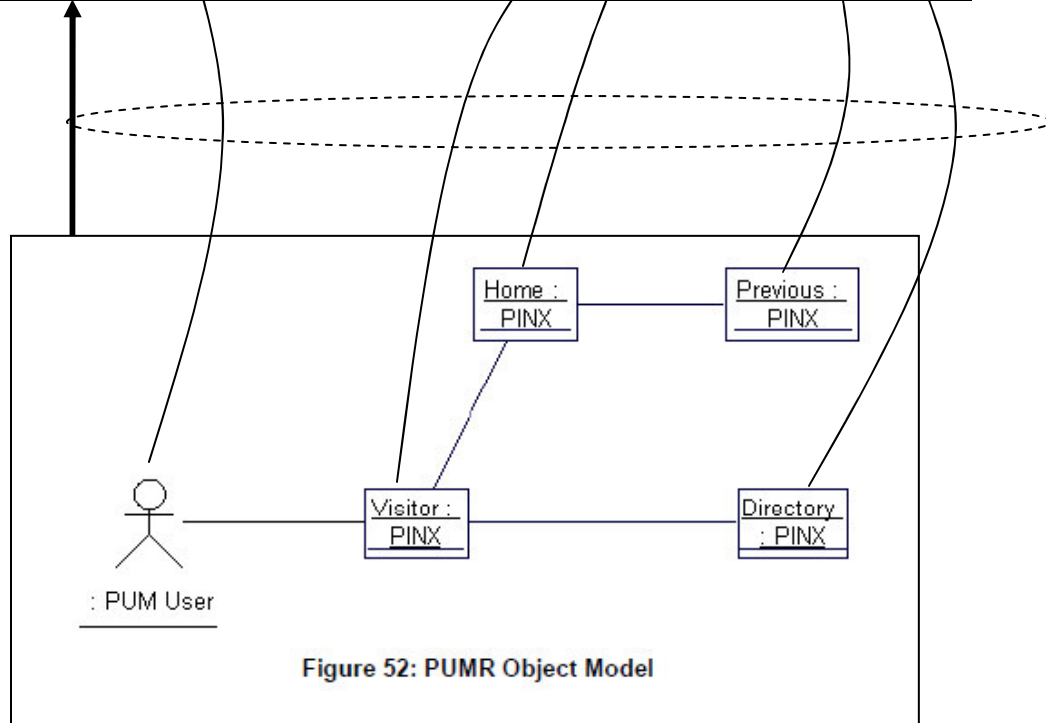 Home :
PINX
Previous :
PINX
Visitor :
PINX
Directory
: PINX
: PUM User
Figure 52: PUMR Object Model